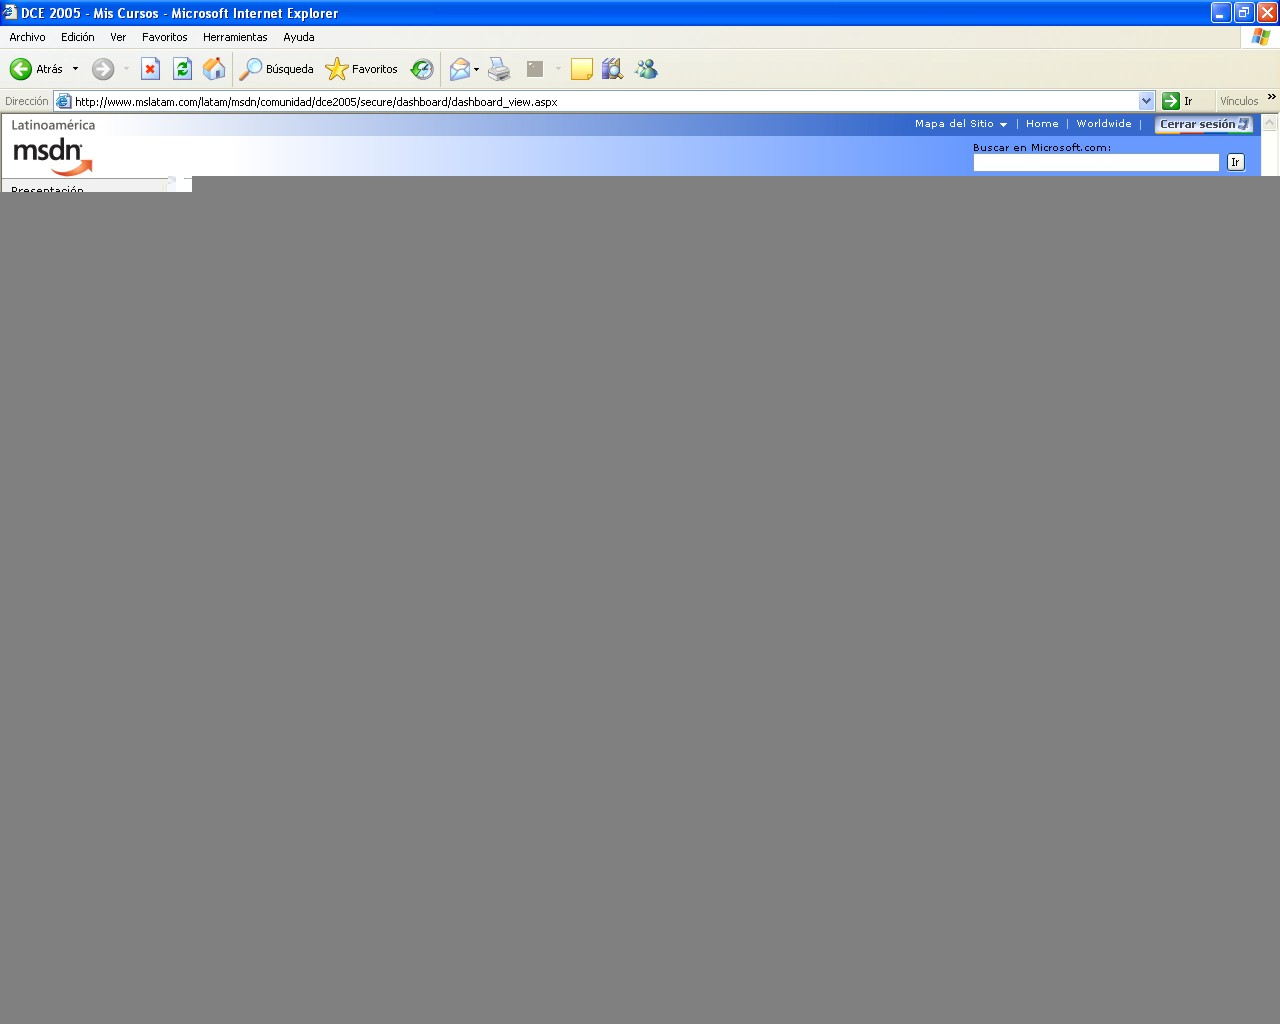 DCE 2005 - Mis Cursos - Microsoft Internet Explorer
Archivo Edición Ver Favoritos Herramientas Ayuda
Atrás Búsqueda Favoritos
Dirección http://www.mslatam.com/latam/msdn/comunidad/dce2005/secure/dashboard/dashboard_view.aspx Ir Vínculos »
Latinoamérica Mapa del Sitio | Home | Worldwide | Cerrar sesión
msdn
Buscar en Microsoft.com:
Ir
Presentación